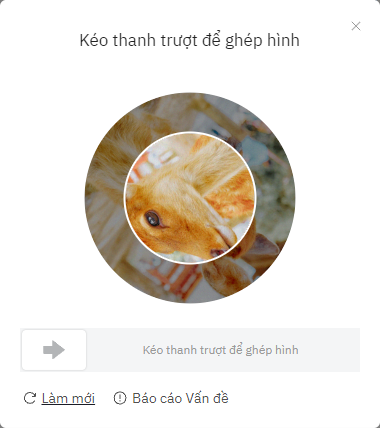 Kéo thanh trượt để ghép hình
Kéo thanh trượt để ghép hình
Làm mới
Báo cáo Vấn đề